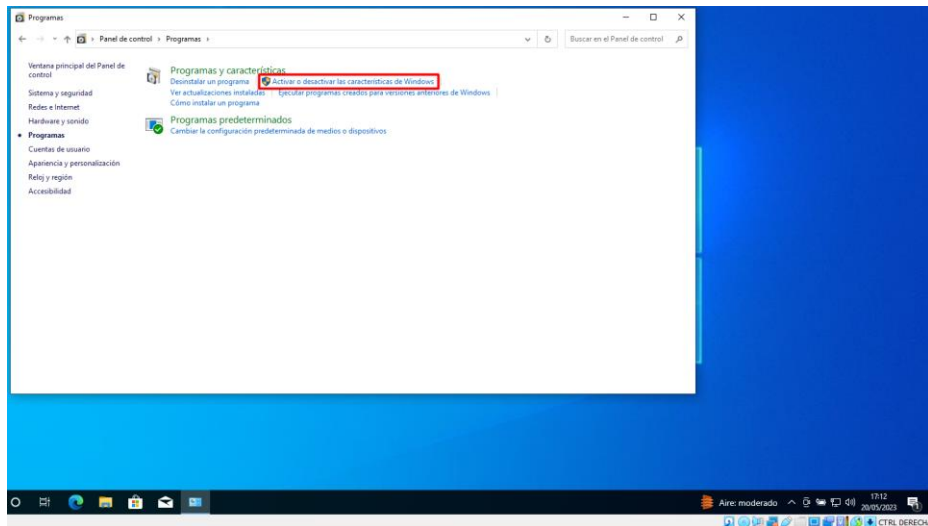 Programas
Panel de control
Programas
Buscar en el Panel de control
Ventana principal del Panel de
control
Sistema y seguridad
Redes e Internet
Hardware y sonido
Programas
Cuentas de usuario
Apariencia y personalización
Reloj y región
Accesibilidad
Programas y características
Desinstalar un programa
Activar o desactivar las características de Windows
Ver actualizaciones instaladas
Ejecutar programas creados para versiones anteriores de Windows
Cómo instalar un programa
Programas predeterminados
Cambiar la configuración predeterminada de medios o dispositivos
Aire: moderado
17:12
20/05/2023
CTRL DERECH